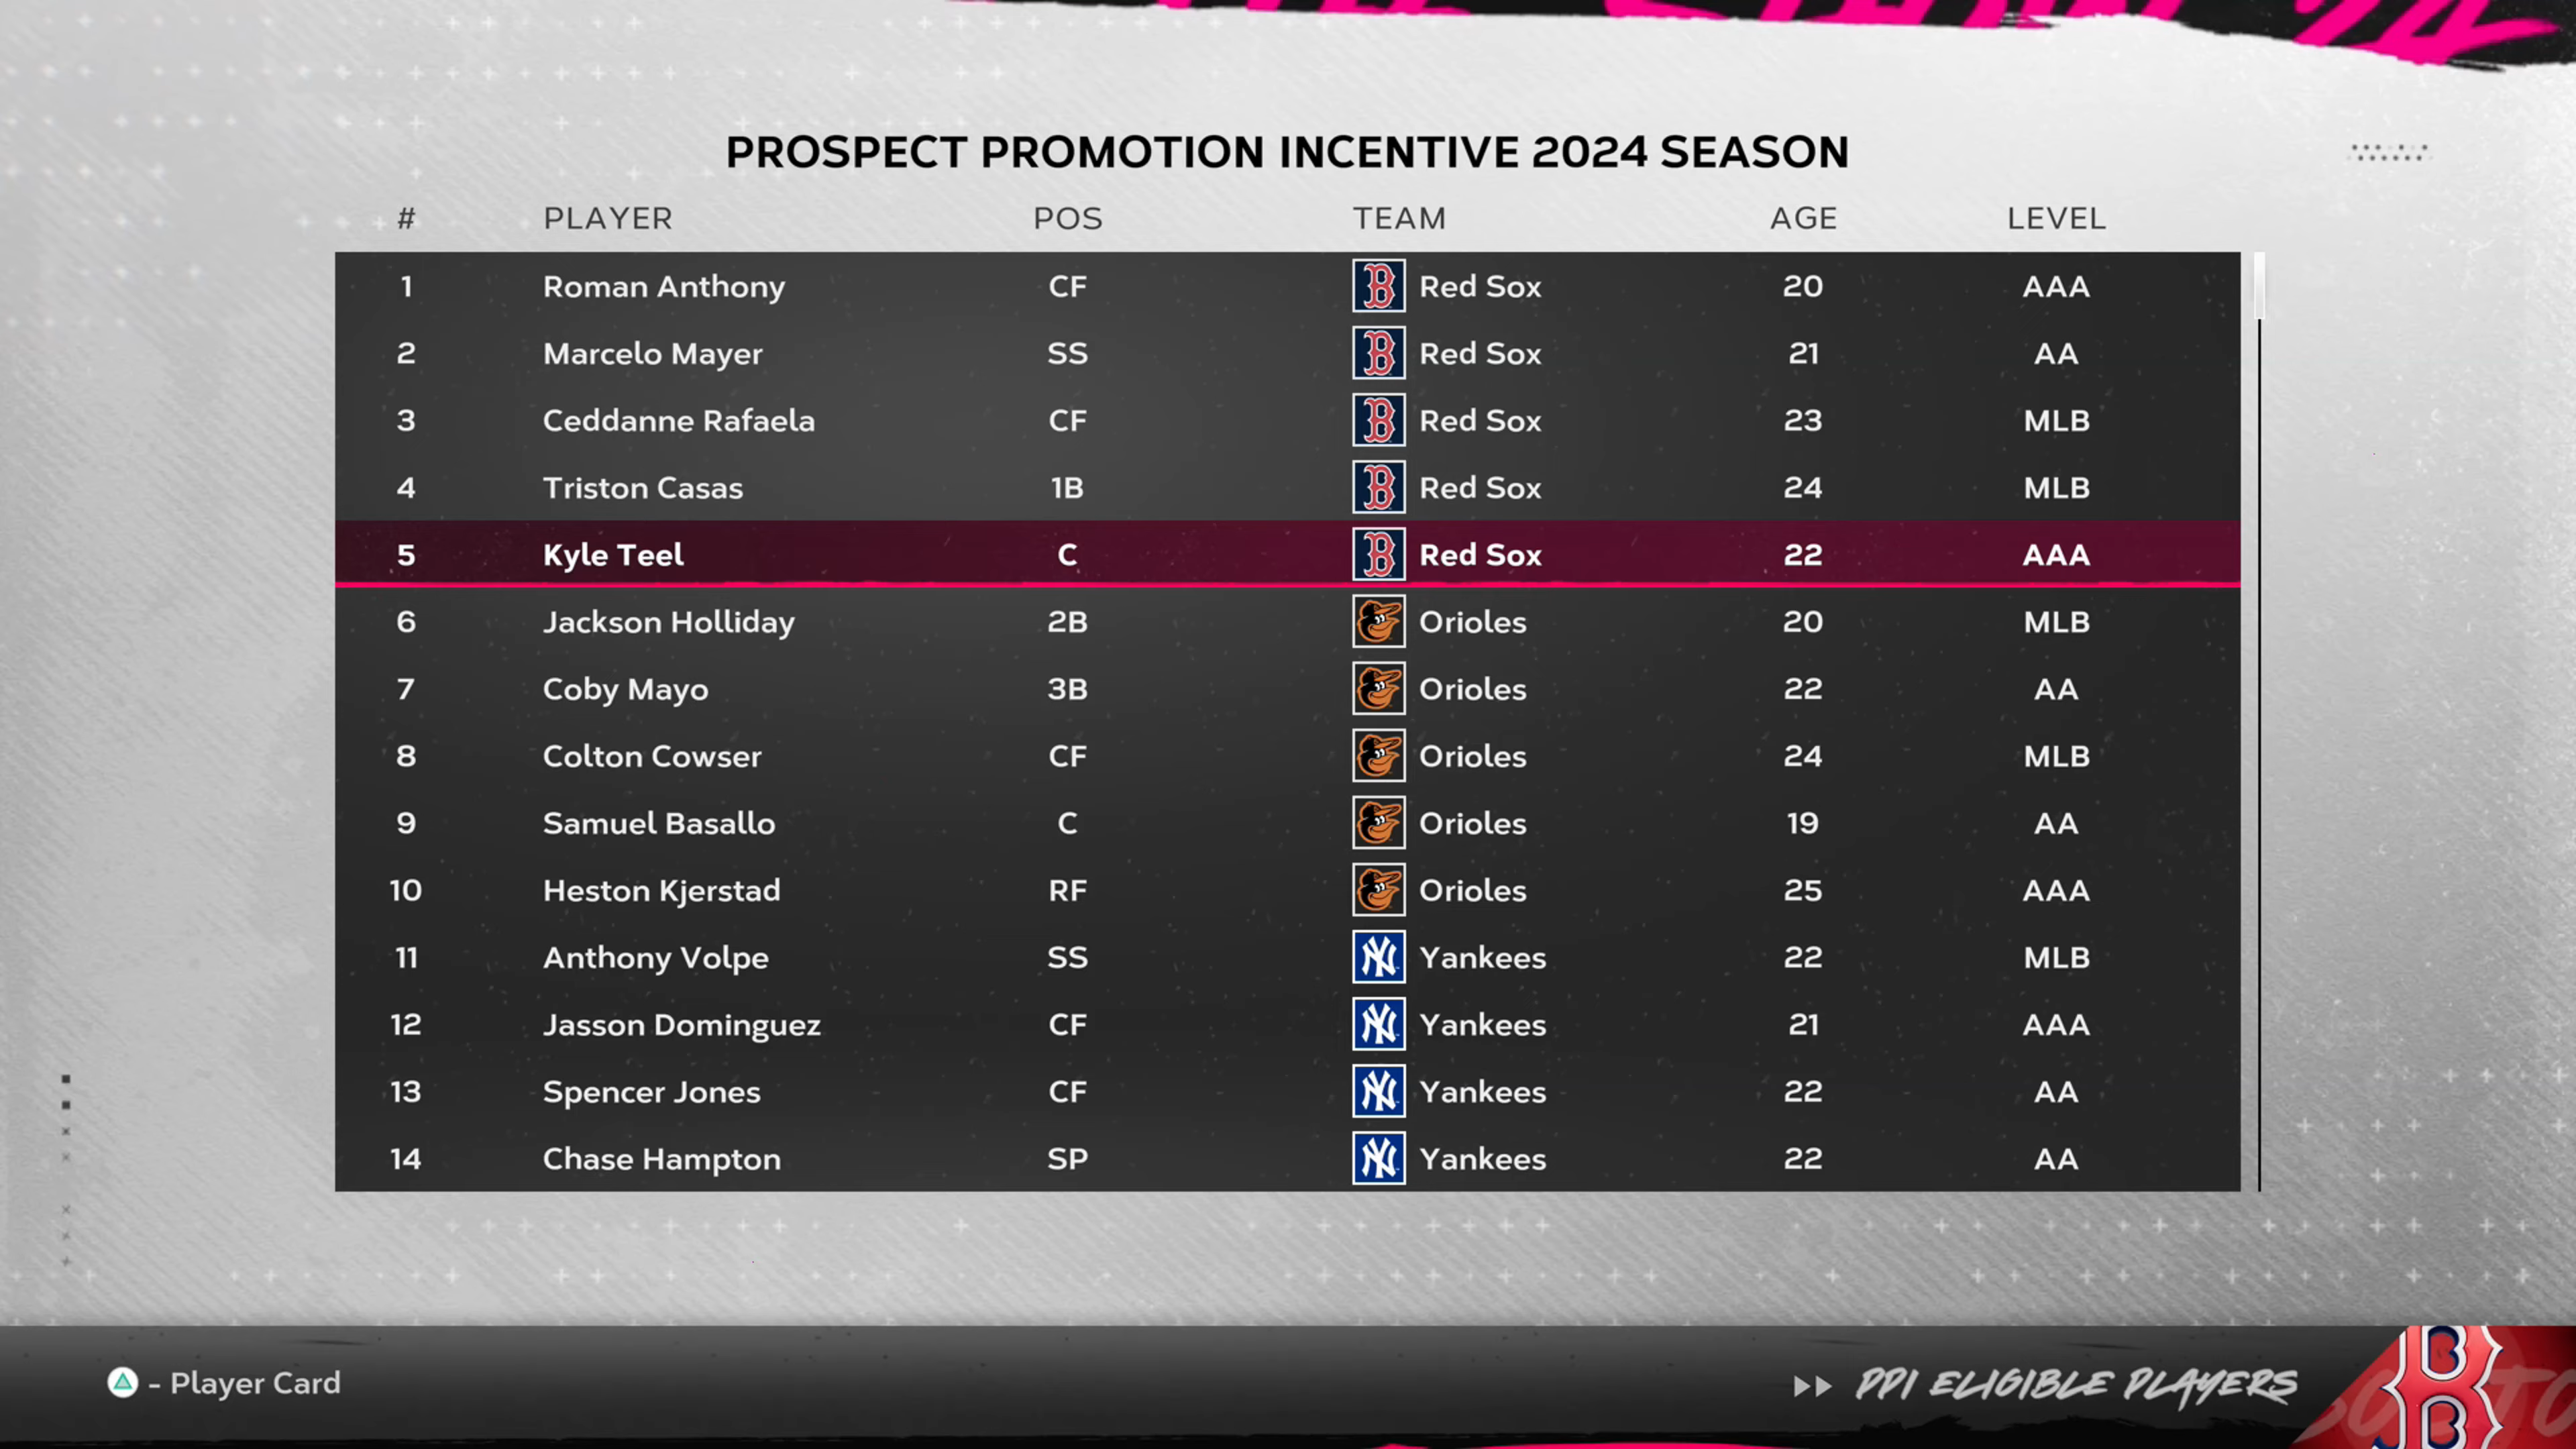 PROSPECT PROMOTION INCENTIVE 2024 SEASON
# PLAYER POS TEAM AGE LEVEL
1 Roman Anthony CF Red Sox 20 AAA
2 Marcelo Mayer SS Red Sox 21 AA
3 Ceddanne Rafaela CF Red Sox 23 MLB
4 Triston Casas 1B Red Sox 24 MLB
5 Kyle Teel C Red Sox 22 AAA
6 Jackson Holliday 2B Orioles 20 MLB
7 Coby Mayo 3B Orioles 22 AA
8 Colton Cowser CF Orioles 24 MLB
9 Samuel Basallo C Orioles 19 AA
10 Heston Kjerstad RF Orioles 25 AAA
11 Anthony Volpe SS Yankees 22 MLB
12 Jasson Dominguez CF Yankees 21 AAA
13 Spencer Jones CF Yankees 22 AA
14 Chase Hampton SP Yankees 22 AA
- Player Card
PPI ELIGIBLE PLAYERS